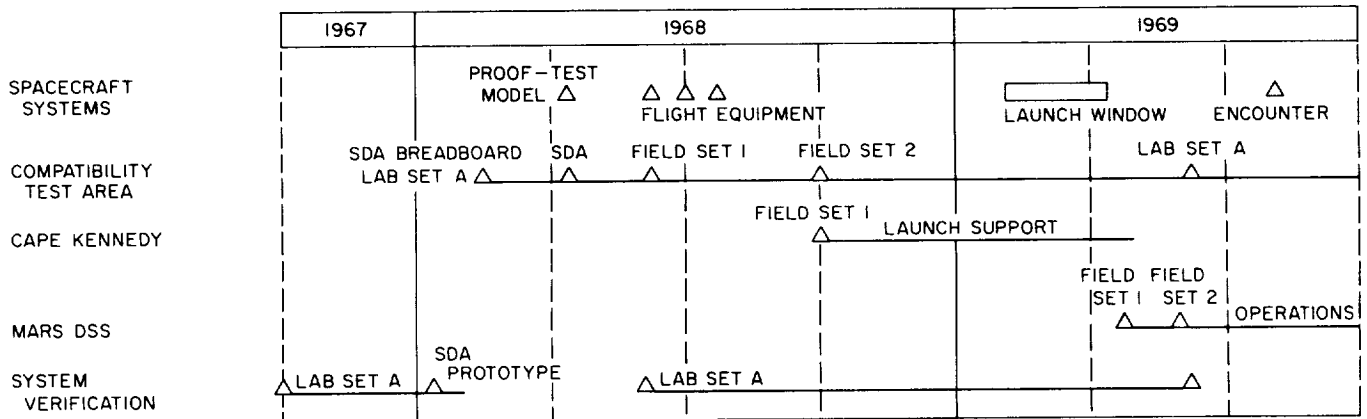 1967 1968 1969
SPACECRAFT
SYSTEMS
PROOF-TEST
MODEL
FLIGHT EQUIPMENT
LAUNCH WINDOW
ENCOUNTER
COMPATIBILITY
TEST AREA
SDA BREADBOARD
LAB SET A
SDA
FIELD SET 1
FIELD SET 2
LAB SET A
CAPE KENNEDY
FIELD SET 1
LAUNCH SUPPORT
MARS DSS
FIELD FIELD
SET 1 SET 2
OPERATIONS
SYSTEM
VERIFICATION
LAB SET A
SDA
PROTOTYPE
LAB SET A